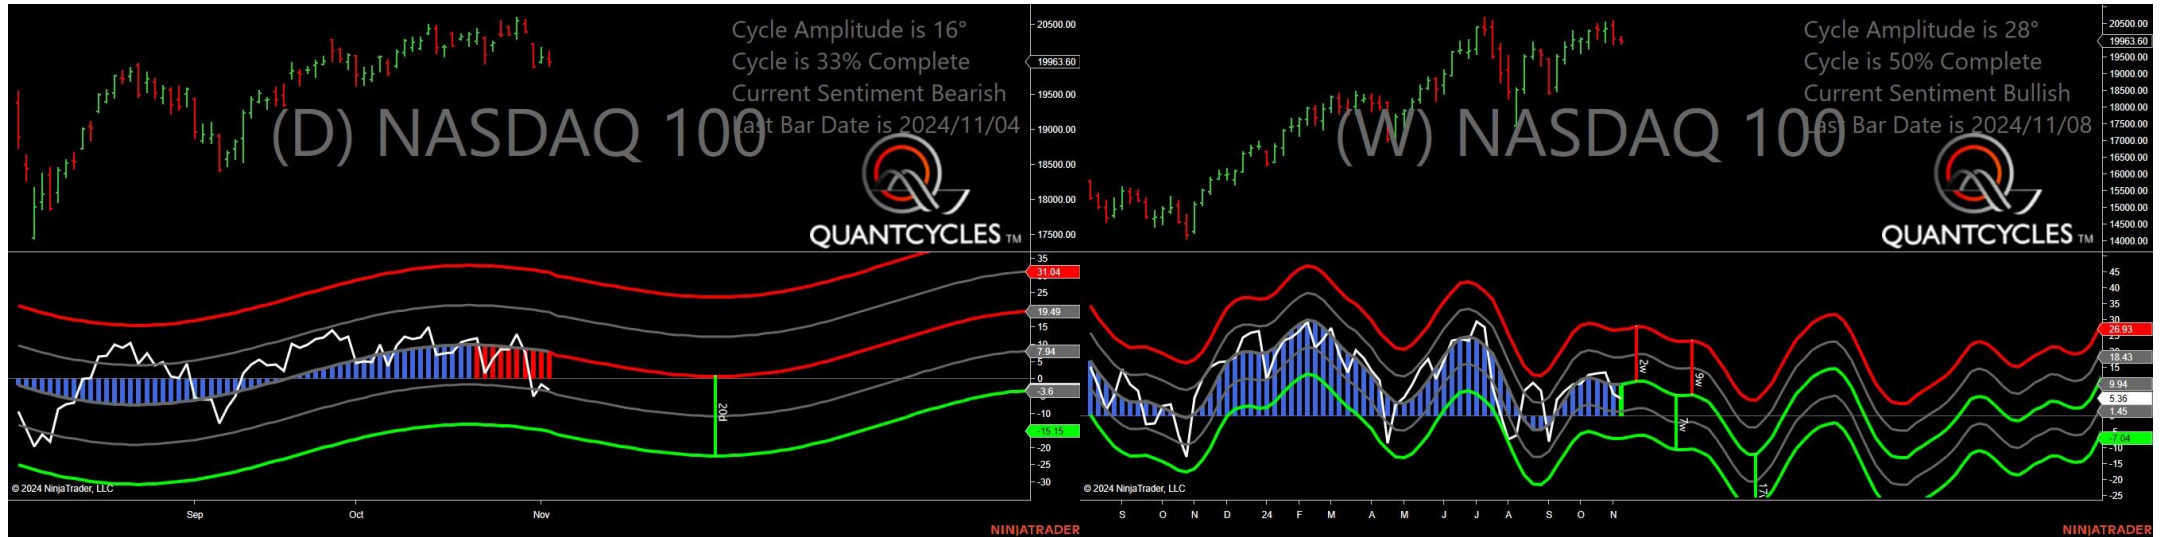 Cycle Amplitude is 16°
Cycle is 33% Complete
Current Sentiment Bearish
Last Bar Date is 2024/11/04
(D) NASDAQ 100
QUANTCYCLES TM
20500.00
19963.60
19500.00
19000.00
18500.00
18000.00
17500.00
35
31.04
25
19.49
15
10
7.94
5
0
-3.6
-10
-15.15
-20
-25
-30
20d
© 2024 NinjaTrader, LLC
Sep Oct Nov
NINJATRADER
Cycle Amplitude is 28°
Cycle is 50% Complete
Current Sentiment Bullish
Last Bar Date is 2024/11/08
(W) NASDAQ 100
QUANTCYCLES TM
20500.00
19963.60
19500.00
19000.00
18500.00
18000.00
17500.00
17000.00
16500.00
16000.00
15500.00
15000.00
14500.00
14000.00
45
40
35
30
26.93
18.43
15
9.94
5.36
1.45
-7.04
-10
-15
-20
-25
2w
9w
7w
© 2024 NinjaTrader, LLC
S O N D 24 F M A M J J A S O N
NINJATRADER